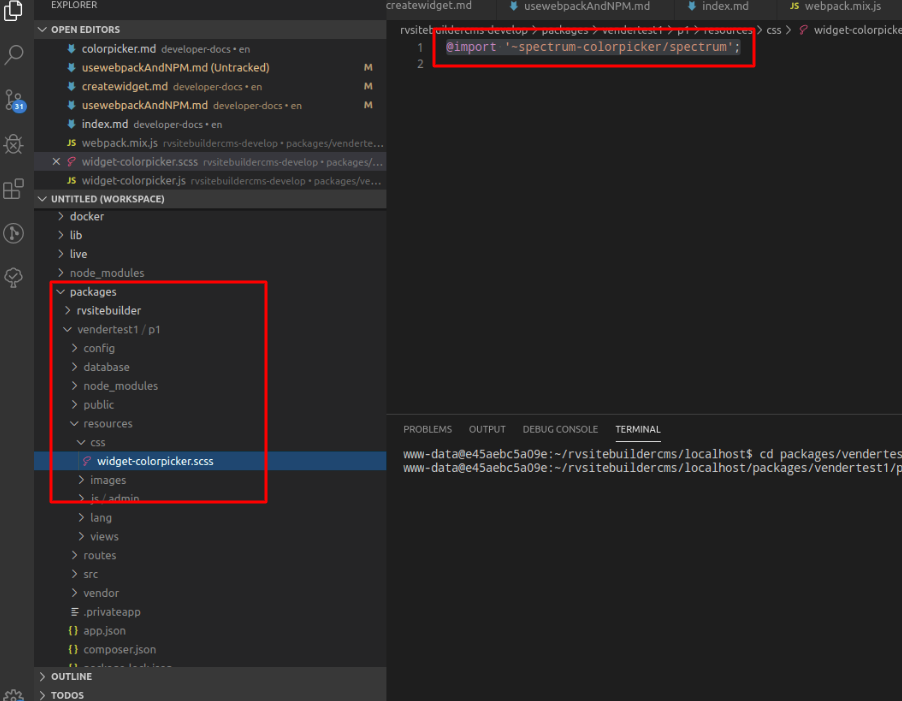 EXPLORER
OPEN EDITORS
colorpicker.md developer-docs • en
usewebpackAndNPM.md (Untracked) M
createwidget.md developer-docs • en M
usewebpackAndNPM.md developer-docs • en M
index.md developer-docs • en
JS webpack.mix.js rvsitebuildercms-develop • packages/venderte...
widget-colorpicker.scss rvsitebuildercms-develop • packages/...
JS widget-colorpicker.js rvsitebuildercms-develop • packages/ve...
UNTITLED (WORKSPACE)
docker
lib
live
node_modules
packages
rvsitebuilder
vendertest1 / p1
config
database
node_modules
public
resources
css
widget-colorpicker.scss
images
js / admin
lang
views
routes
src
vendor
.privateapp
{} app.json
{} composer.json
{} package-lock.json
OUTLINE
TODOS
31
createwidget.md usewebpackAndNPM.md index.md JS webpack.mix.js
rvsitebuildercms-develop > packages > vendertest1 > p1 > resources > css > widget-colorpicke
1 @import '~spectrum-colorpicker/spectrum';
2
PROBLEMS OUTPUT DEBUG CONSOLE TERMINAL
www-data@e45aebc5a09e:~/rvsitebuildercms/localhost$ cd packages/vendertes
www-data@e45aebc5a09e:~/rvsitebuildercms/localhost/packages/vendertest1/p